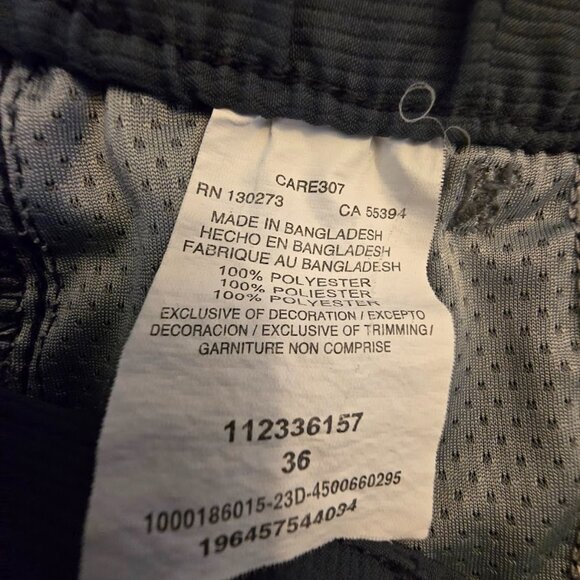 CARE307
RN 130273 CA 55394
MADE IN BANGLADESH
HECHO EN BANGLADESH
FABRIQUE AU BANGLADESH
100% POLYESTER
100% POLIESTER
100% POLYESTER
EXCLUSIVE OF DECORATION / EXCEPTO
DECORACION / EXCLUSIVE OF TRIMMING /
GARNITURE NON COMPRISE
112336157
36
1000186015-23D-4500660295
196457544094